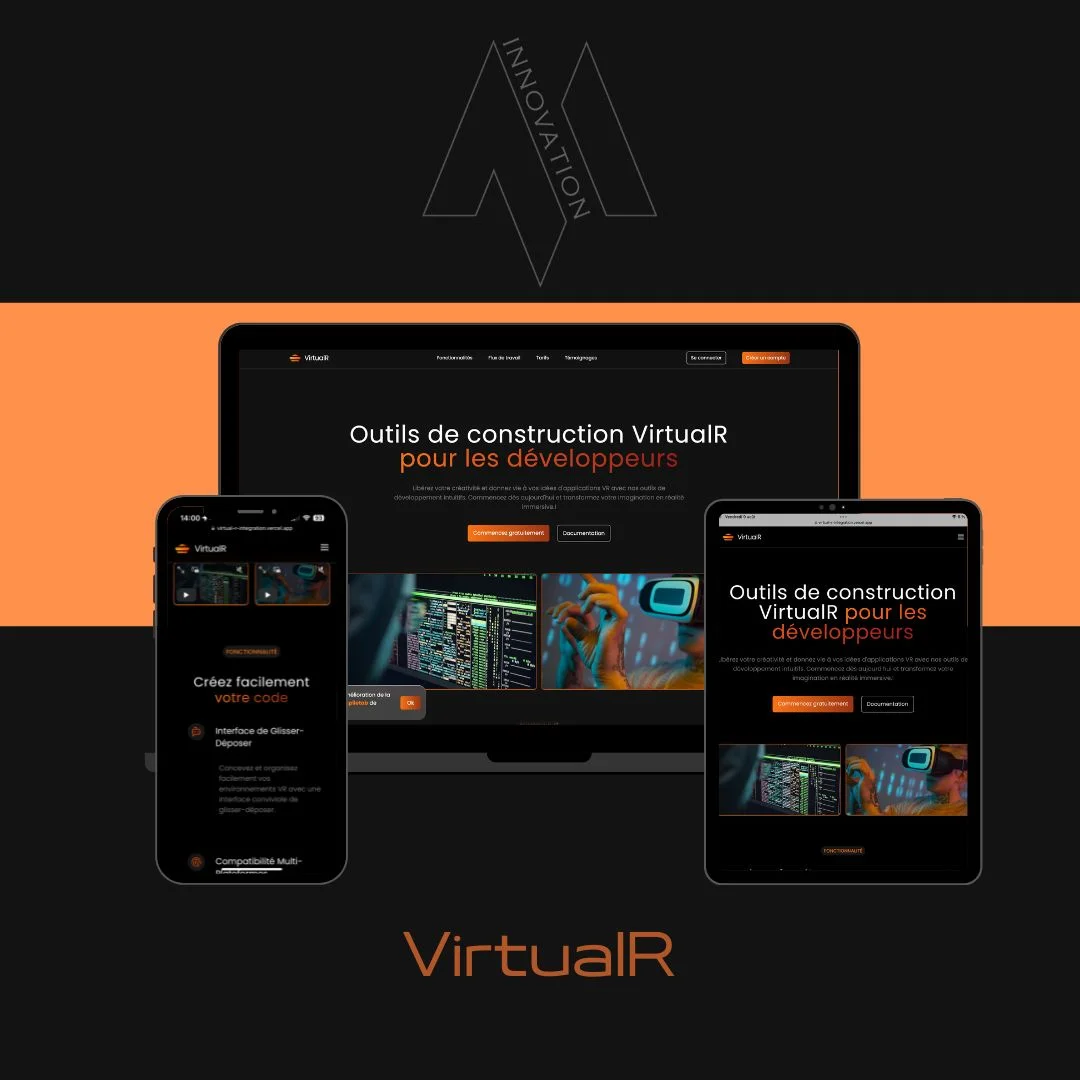 INNOVATION
VirtualR
Fonctionnalités
Flux de travail
Tarifs
Témoignages
Se connecter
Créer un compte
Outils de construction VirtualR
pour les développeurs
Libérez votre créativité et donnez vie à vos idées d'applications VR avec nos outils de
développement intuitifs. Commencez dès aujourd'hui et transformez votre imagination en réalité
immersive.!
Commencez gratuitement
Documentation
mélioration de la
de
Ok
14:00
93
virtual-r-integration.vercel.app
VirtualR
FONCTIONNALITÉ
Créez facilement
votre code
Interface de Glisser-
Déposer
Concevez et organisez
facilement vos
environnements VR avec une
interface conviviale de
glisser-déposer.
Compatibilité Multi-
Plateformes
Vendredi 9 août
virtual-r-integration.vercel.app
VirtualR
Outils de construction
VirtualR pour les
développeurs
Libérez votre créativité et donnez vie à vos idées d'applications VR avec nos outils de
développement intuitifs. Commencez dès aujourd'hui et transformez votre
imagination en réalité immersive.!
Commencez gratuitement
Documentation
FONCTIONNALITÉ
VirtualR